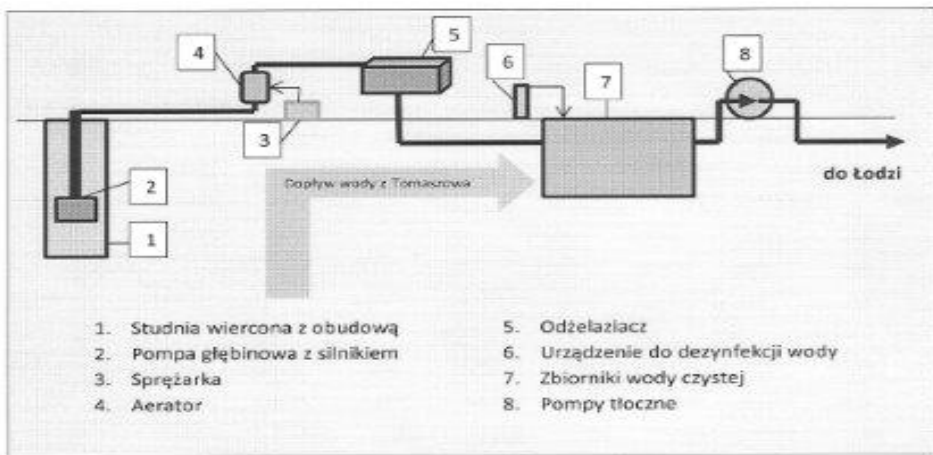 5
4
6
7
8
3
Dopływ wody z Tomaszowa
do Łodzi
2
1
1. Studnia wiercona z obudową
2. Pompa głębinowa z silnikiem
3. Sprężarka
4. Aerator
5. Odżelaziacz
6. Urządzenie do dezynfekcji wody
7. Zbiorniki wody czystej
8. Pompy tłoczne